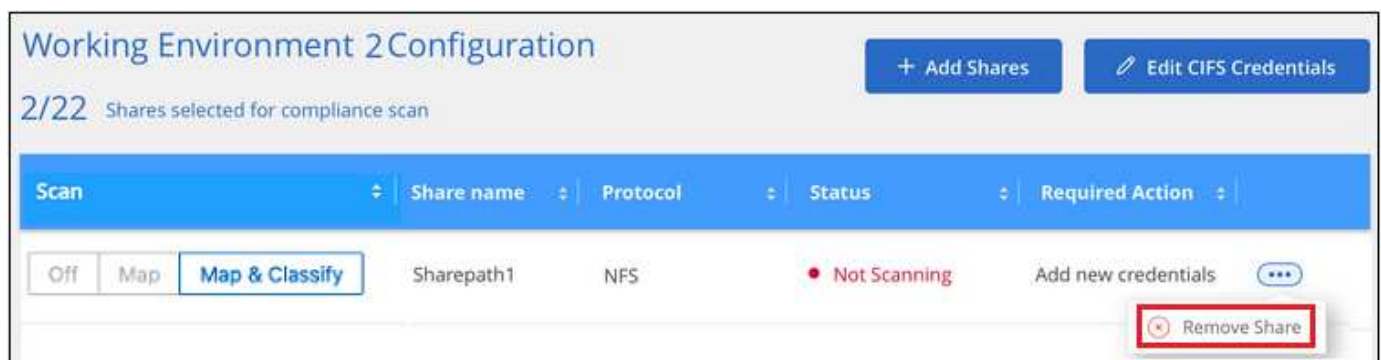 Working Environment 2 Configuration
+ Add Shares
Edit CIFS Credentials
2/22 Shares selected for compliance scan
Scan Share name Protocol Status Required Action
Off Map Map & Classify Sharepath1 NFS Not Scanning Add new credentials
Remove Share